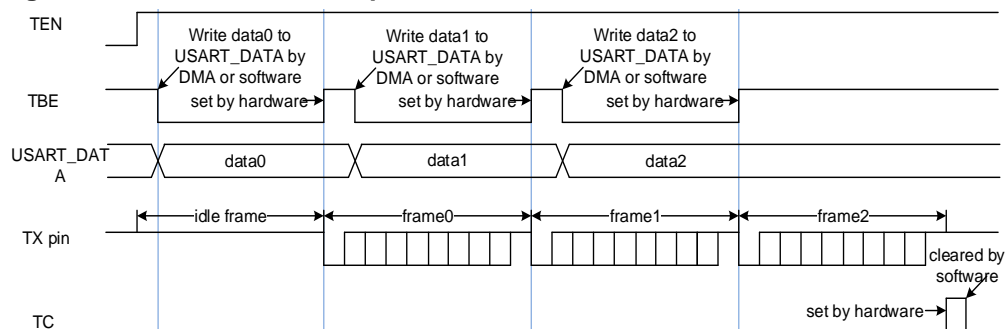 TEN
Write data0 to
USART_DATA by
DMA or software
Write data1 to
USART_DATA by
DMA or software
Write data2 to
USART_DATA by
DMA or software
TBE
set by hardware
set by hardware
set by hardware
USART_DAT
A
data0
data1
data2
idle frame
frame0
frame1
frame2
TX pin
cleared by
software
set by hardware
TC